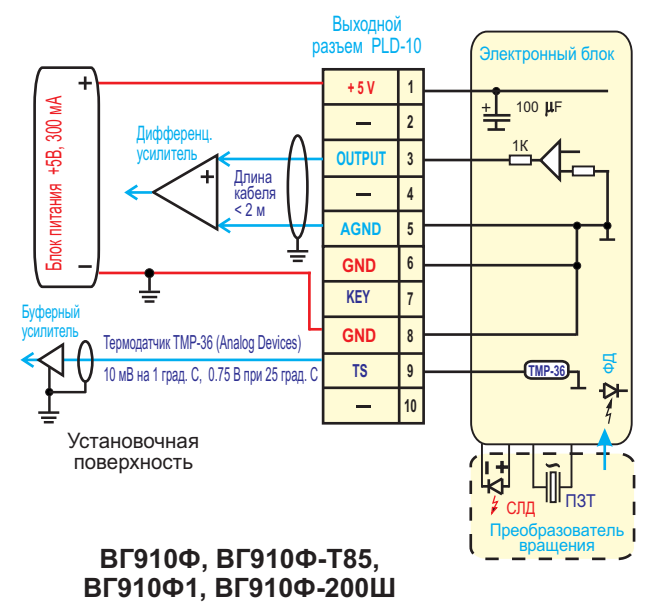 Выходной
разъем PLD-10
Электронный блок
Блок питания +5В, 300 мА
+
−
+ 5 V 1
— 2
OUTPUT 3
— 4
AGND 5
GND 6
KEY 7
GND 8
TS 9
— 10
+ 100 μF
1К
Дифференц.
усилитель
+
Длина
кабеля
< 2 м
Буферный
усилитель
Термодатчик TMP-36 (Analog Devices)
10 мВ на 1 град. С, 0.75 В при 25 град. С
TMP-36
ФД
Установочная
поверхность
− +
~
СЛД
ПЗТ
Преобразователь
вращения
ВГ910Ф, ВГ910Ф-Т85,
ВГ910Ф1, ВГ910Ф-200Ш